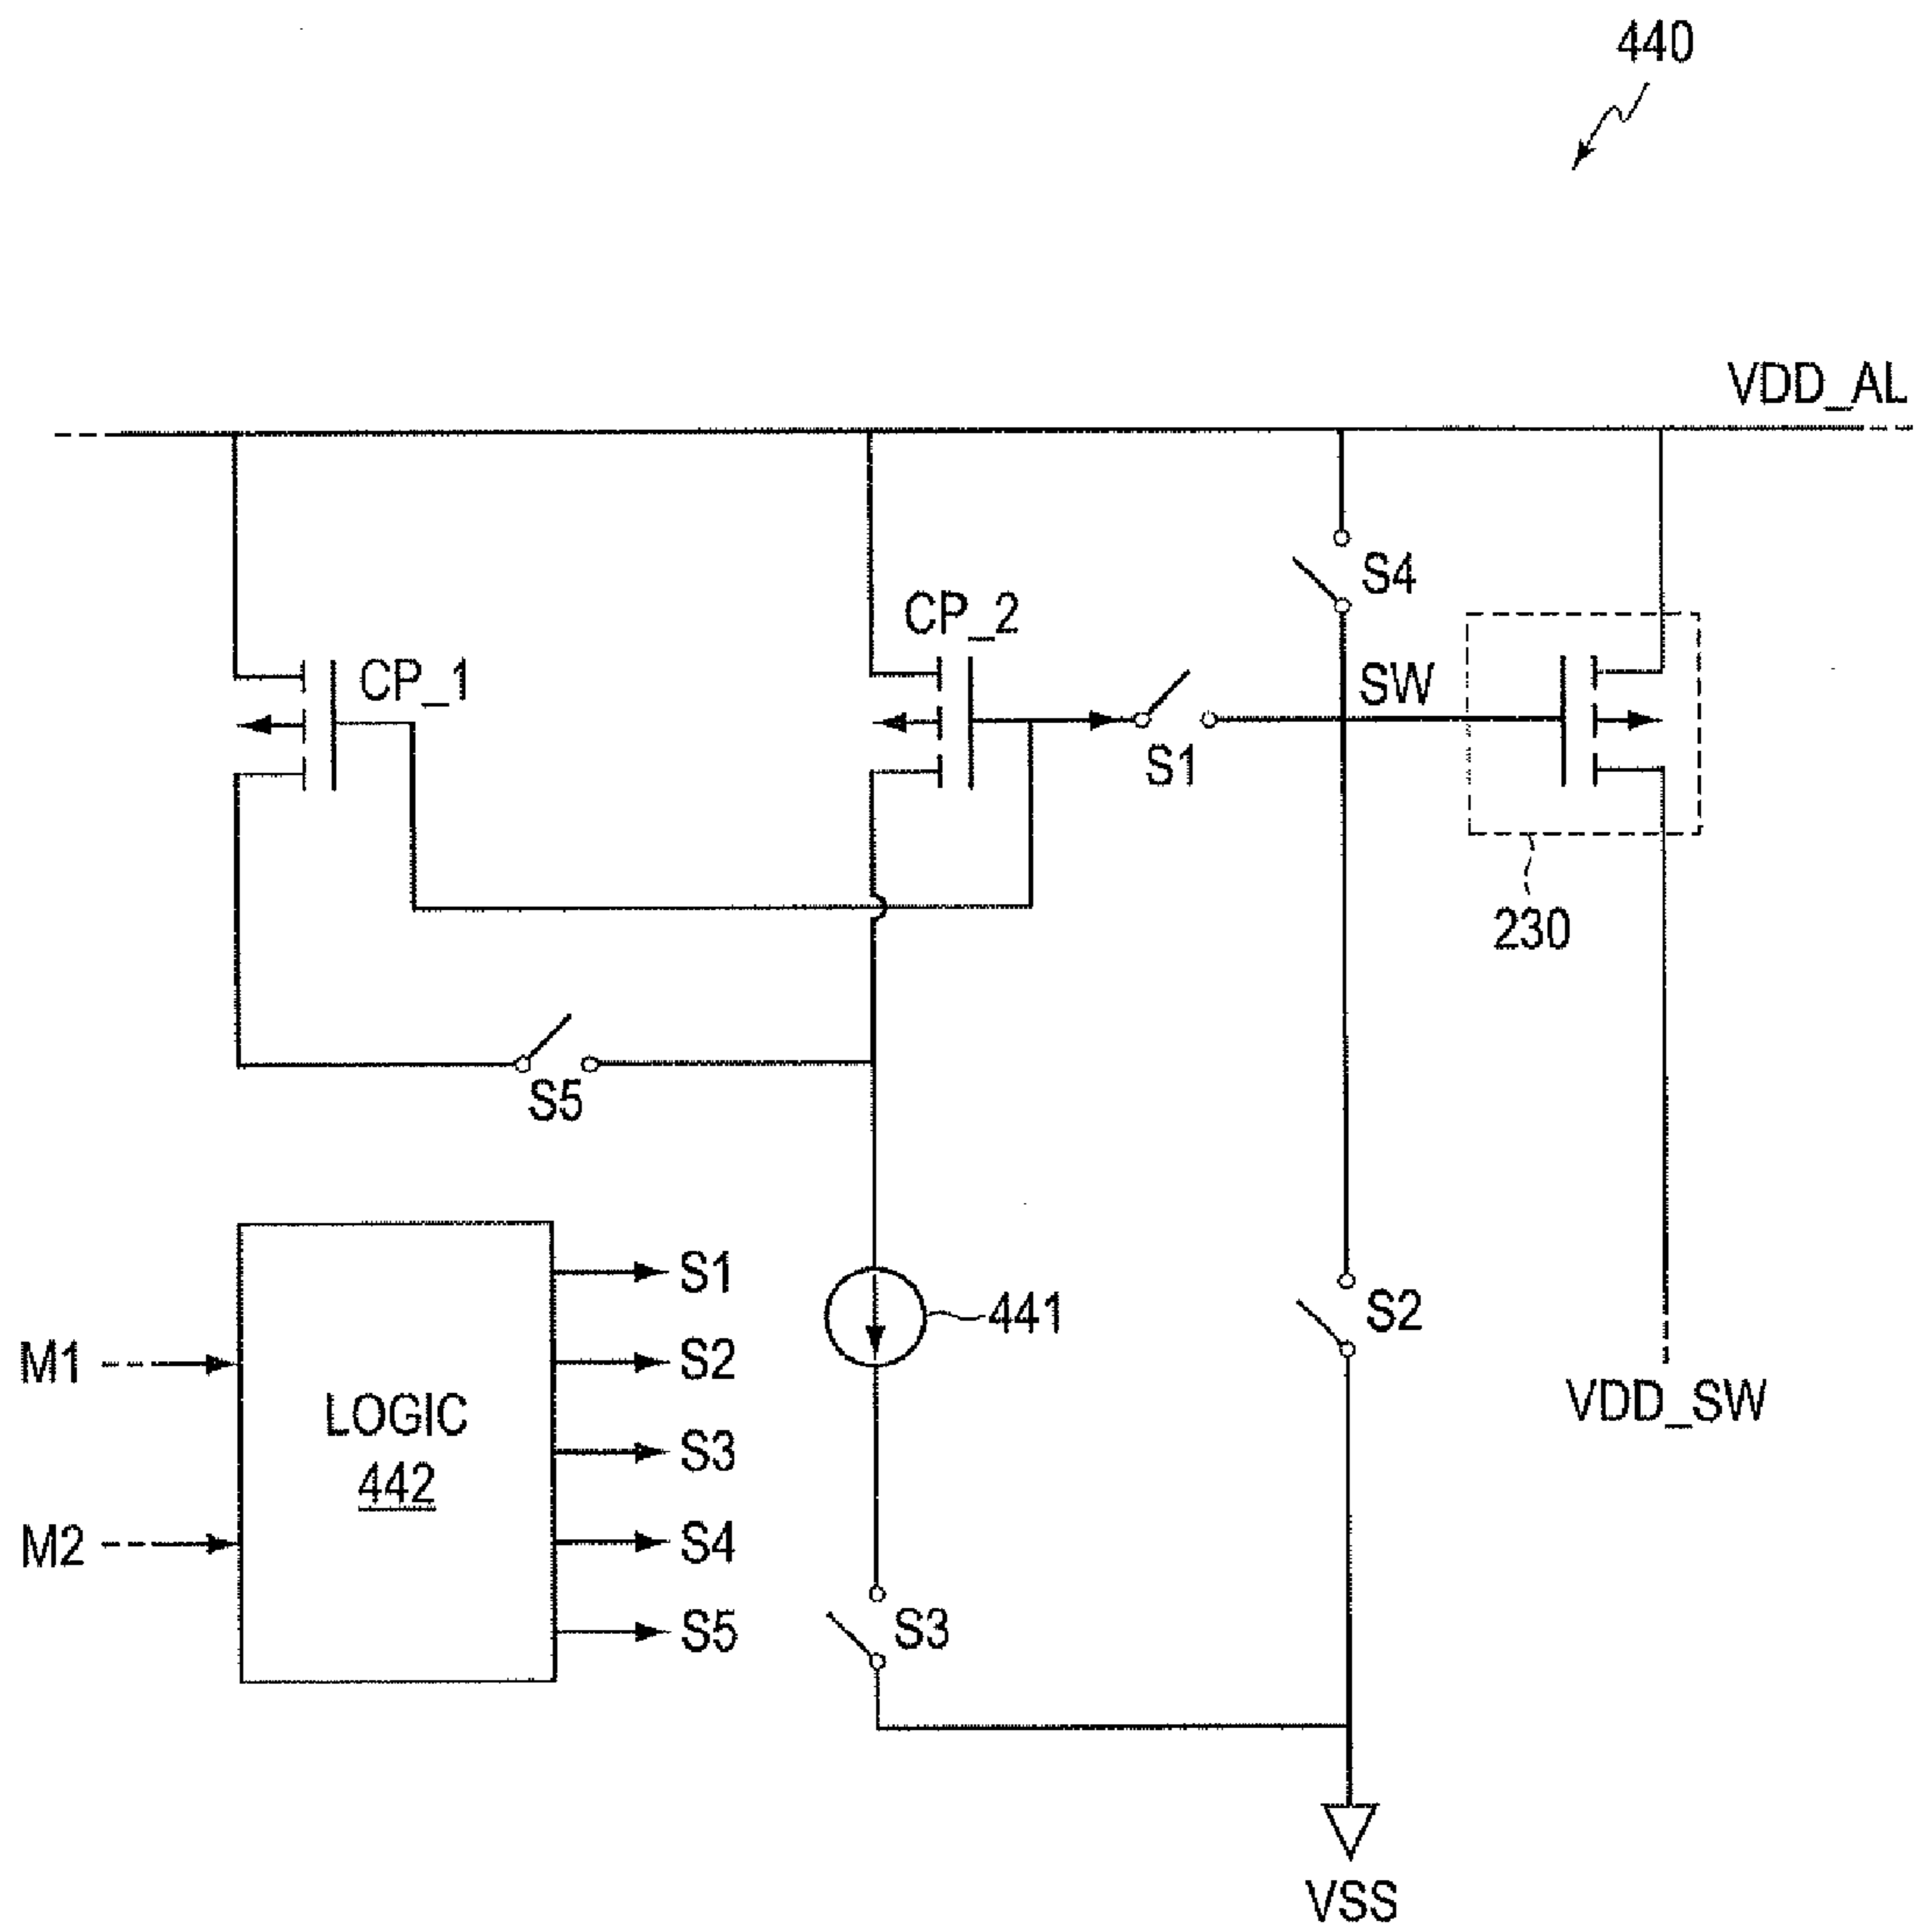 440
VDD_AL
CP_1
CP_2
S1
S4
SW
230
S5
M1
M2
LOGIC
442
S1
S2
S3
S4
S5
441
S2
VDD_SW
S3
VSS